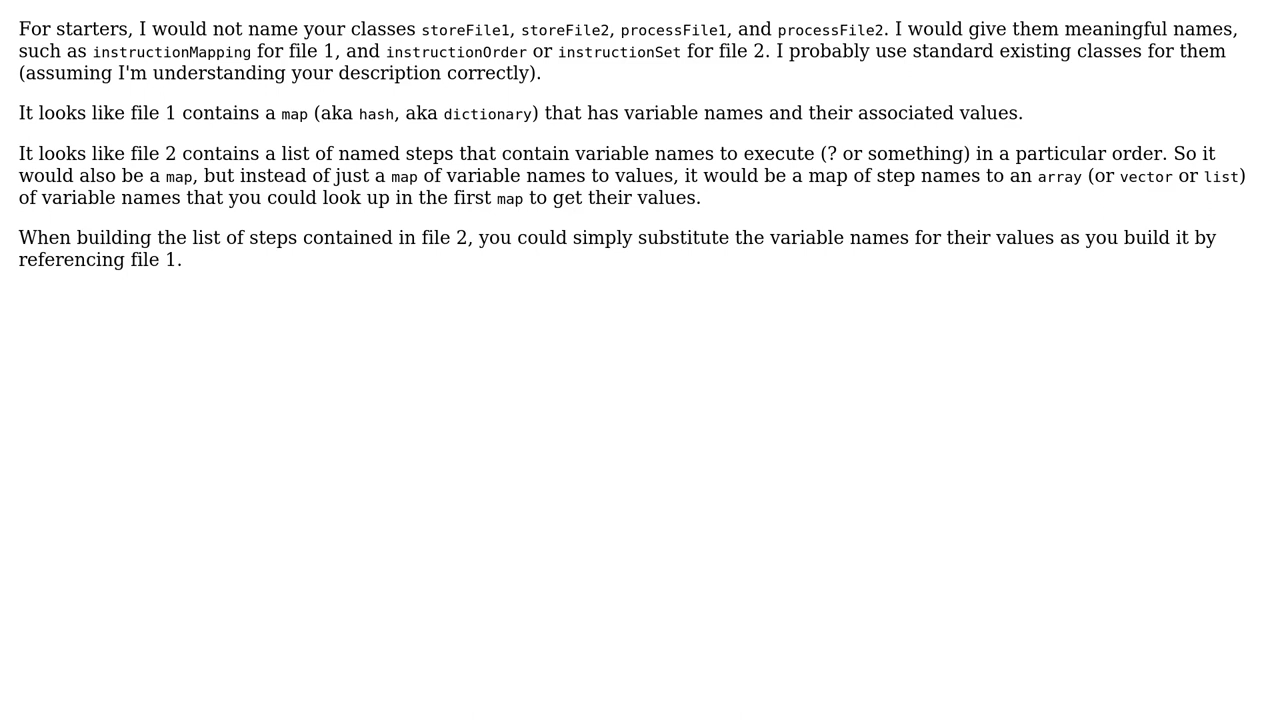 For starters, I would not name your classes storeFile1, storeFile2, processFile1, and processFile2. I would give them meaningful names,
such as instructionMapping for file 1, and instructionOrder or instructionSet for file 2. I probably use standard existing classes for them
(assuming I'm understanding your description correctly).
It looks like file 1 contains a map (aka hash, aka dictionary) that has variable names and their associated values.
It looks like file 2 contains a list of named steps that contain variable names to execute (? or something) in a particular order. So it
would also be a map, but instead of just a map of variable names to values, it would be a map of step names to an array (or vector or list)
of variable names that you could look up in the first map to get their values.
When building the list of steps contained in file 2, you could simply substitute the variable names for their values as you build it by
referencing file 1.